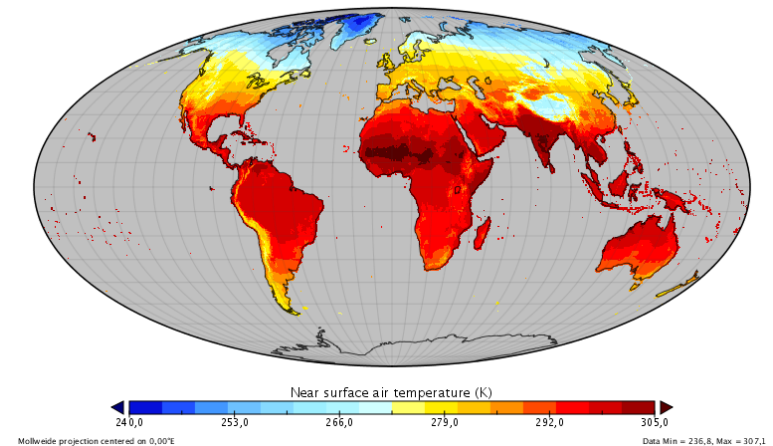 Near surface air temperature (K)
240,0 253,0 266,0 279,0 292,0 305,0
Mollweide projection centered on 0,00°E Data Min = 236,8, Max = 307,1